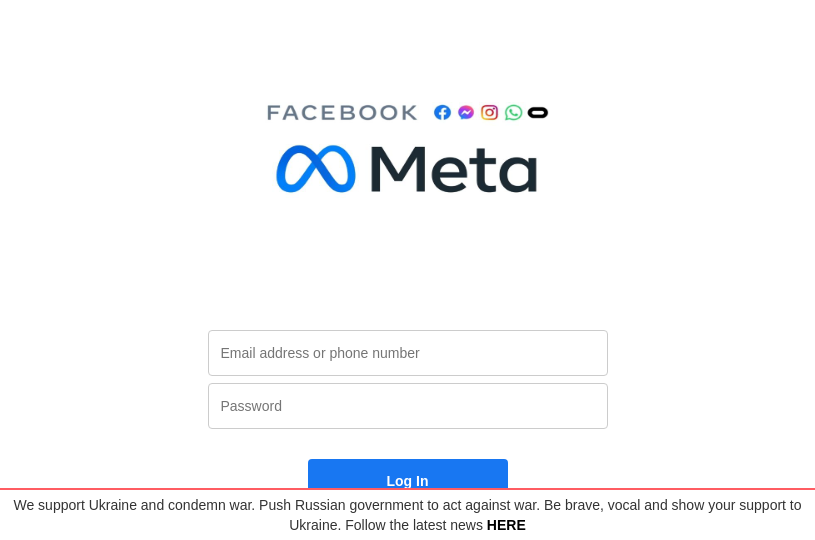 FACEBOOK
Meta
Email address or phone number
Password
Log In
We support Ukraine and condemn war. Push Russian government to act against war. Be brave, vocal and show your support to
Ukraine. Follow the latest news HERE